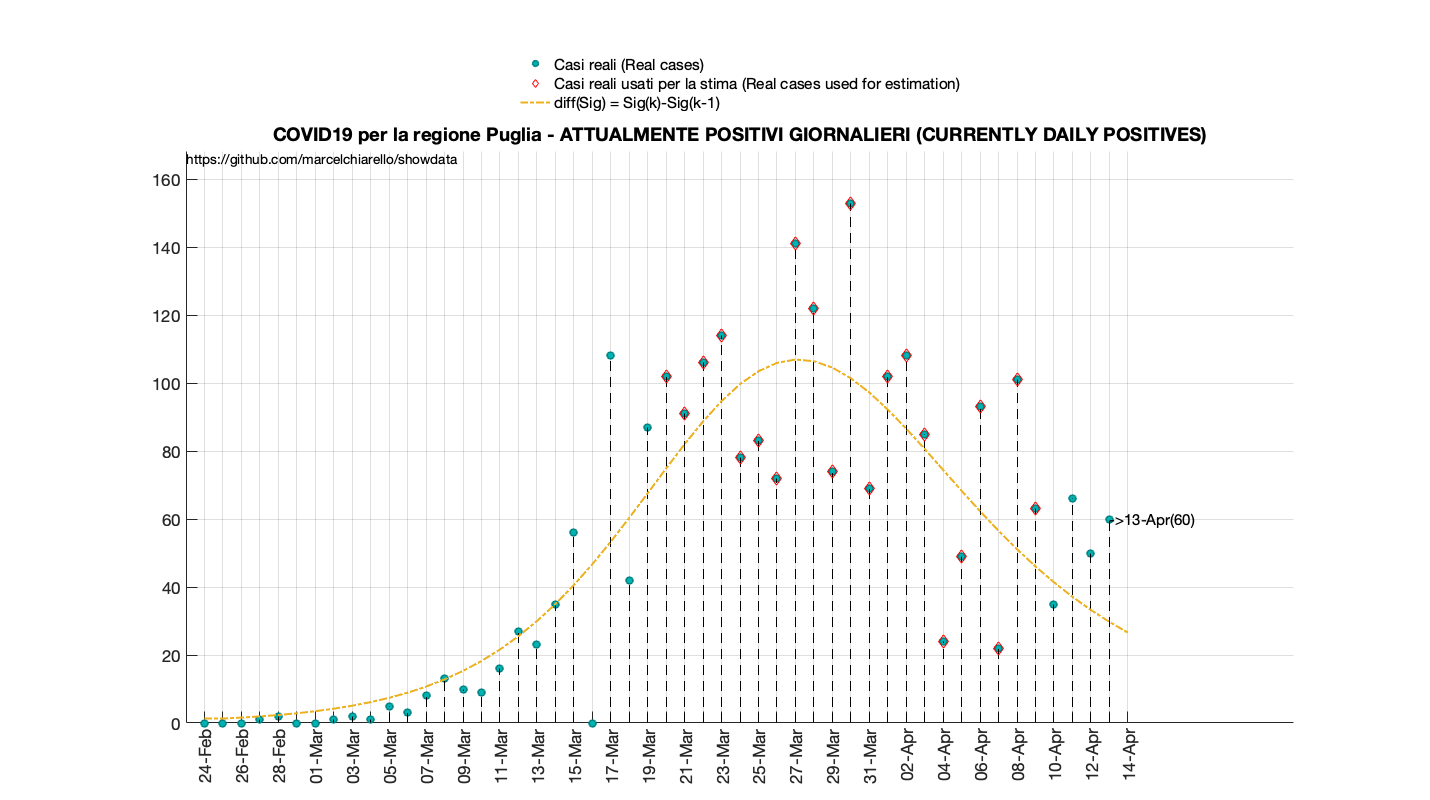 Casi reali (Real cases)
Casi reali usati per la stima (Real cases used for estimation)
diff(Sig) = Sig(k)-Sig(k-1)
COVID19 per la regione Puglia - ATTUALMENTE POSITIVI GIORNALIERI (CURRENTLY DAILY POSITIVES)
https://github.com/marcelchiarello/showdata
160
140
120
100
80
60
40
20
0
->13-Apr(60)
24-Feb
26-Feb
28-Feb
01-Mar
03-Mar
05-Mar
07-Mar
09-Mar
11-Mar
13-Mar
15-Mar
17-Mar
19-Mar
21-Mar
23-Mar
25-Mar
27-Mar
29-Mar
31-Mar
02-Apr
04-Apr
06-Apr
08-Apr
10-Apr
12-Apr
14-Apr